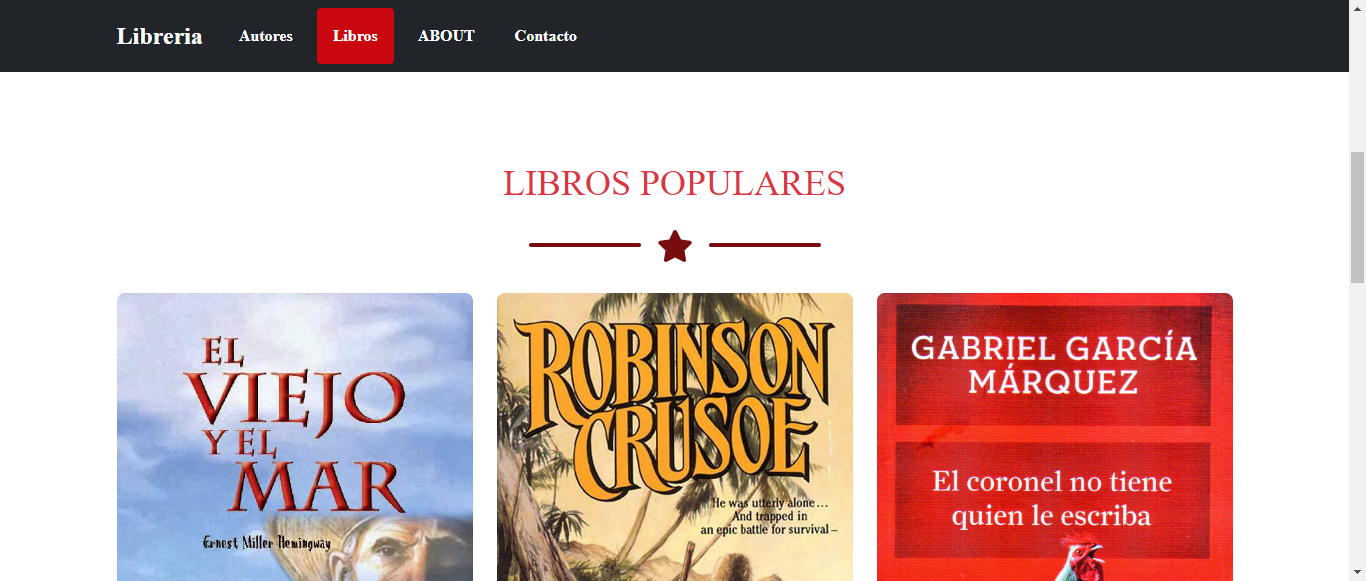 Libreria Autores Libros ABOUT Contacto
LIBROS POPULARES
EL
VIEJO
Y EL
MAR
Ernest Miller Hemingway
ROBINSON
CRUSOE
He was utterly alone...
And trapped in
an epic battle for survival –
GABRIEL GARCÍA
MÁRQUEZ
El coronel no tiene
quien le escriba